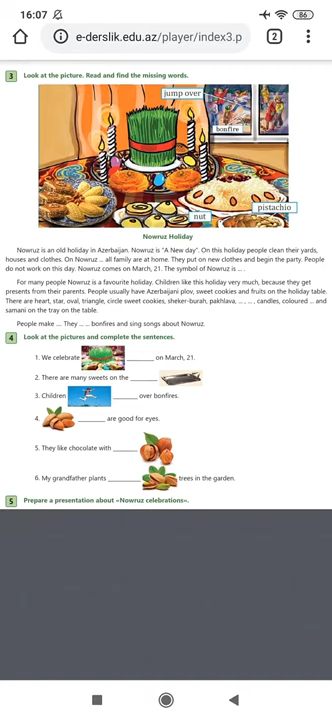 16:07
86
e-derslik.edu.az/player/index3.p
2
3 Look at the picture. Read and find the missing words.
jump over
bonfire
pistachio
nut
Nowruz Holiday
Nowruz is an old holiday in Azerbaijan. Nowruz is "A New day". On this holiday people clean their yards,
houses and clothes. On Nowruz ... all family are at home. They put on new clothes and begin the party. People
do not work on this day. Nowruz comes on March, 21. The symbol of Nowruz is ... .
For many people Nowruz is a favourite holiday. Children like this holiday very much, because they get
presents from their parents. People usually have Azerbaijani plov, sweet cookies and fruits on the holiday table.
There are heart, star, oval, triangle, circle sweet cookies, sheker-burah, pakhlava, ... , ... , candles, coloured ... and
samani on the tray on the table.
People make ... . They ... ... bonfires and sing songs about Nowruz.
4 Look at the pictures and complete the sentences.
1. We celebrate ________ on March, 21.
2. There are many sweets on the ________
3. Children ________ over bonfires.
4. ________ are good for eyes.
5. They like chocolate with ________
6. My grandfather plants ________ trees in the garden.
5 Prepare a presentation about «Nowruz celebrations».